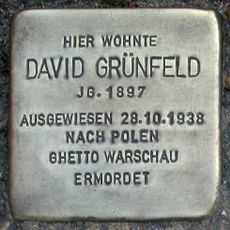 HIER WOHNTE
DAVID GRÜNFELD
JG. 1897
AUSGEWIESEN 28.10.1938
NACH POLEN
GHETTO WARSCHAU
ERMORDET